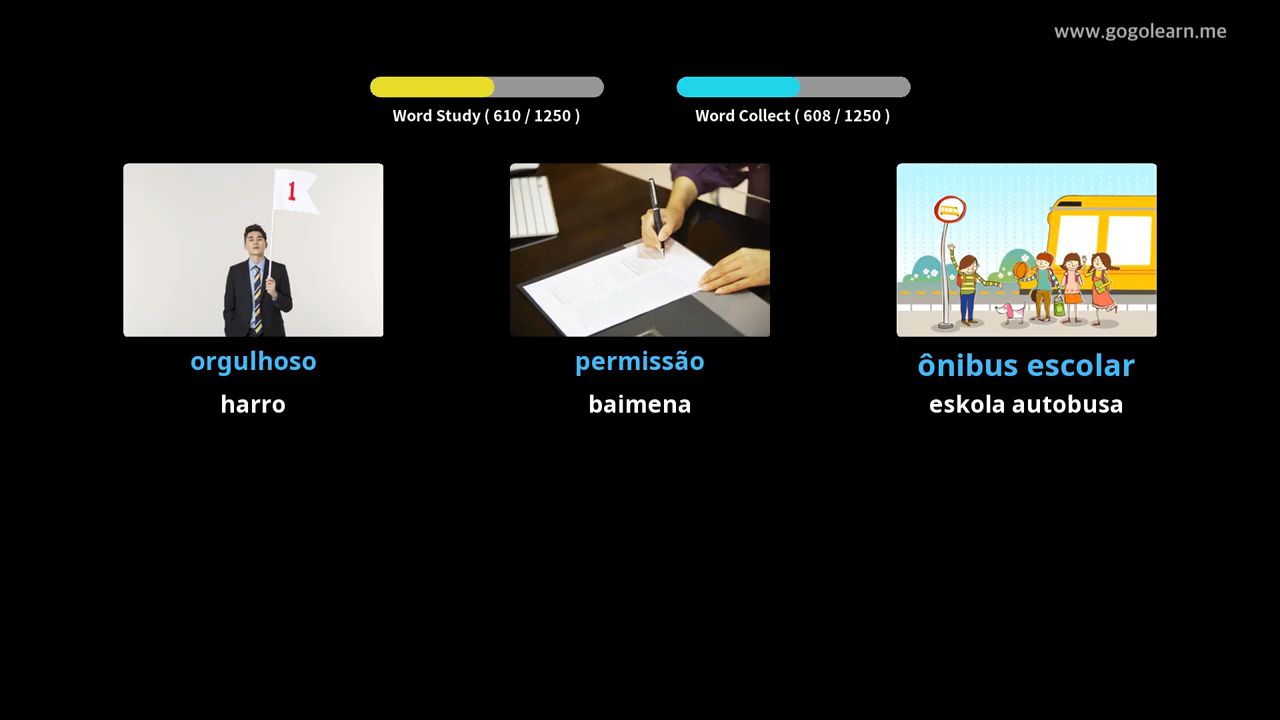 www.gogolearn.me
Word Study ( 610 / 1250 )
Word Collect ( 608 / 1250 )
1
orgulhoso
harro
permissão
baimena
ônibus escolar
eskola autobusa